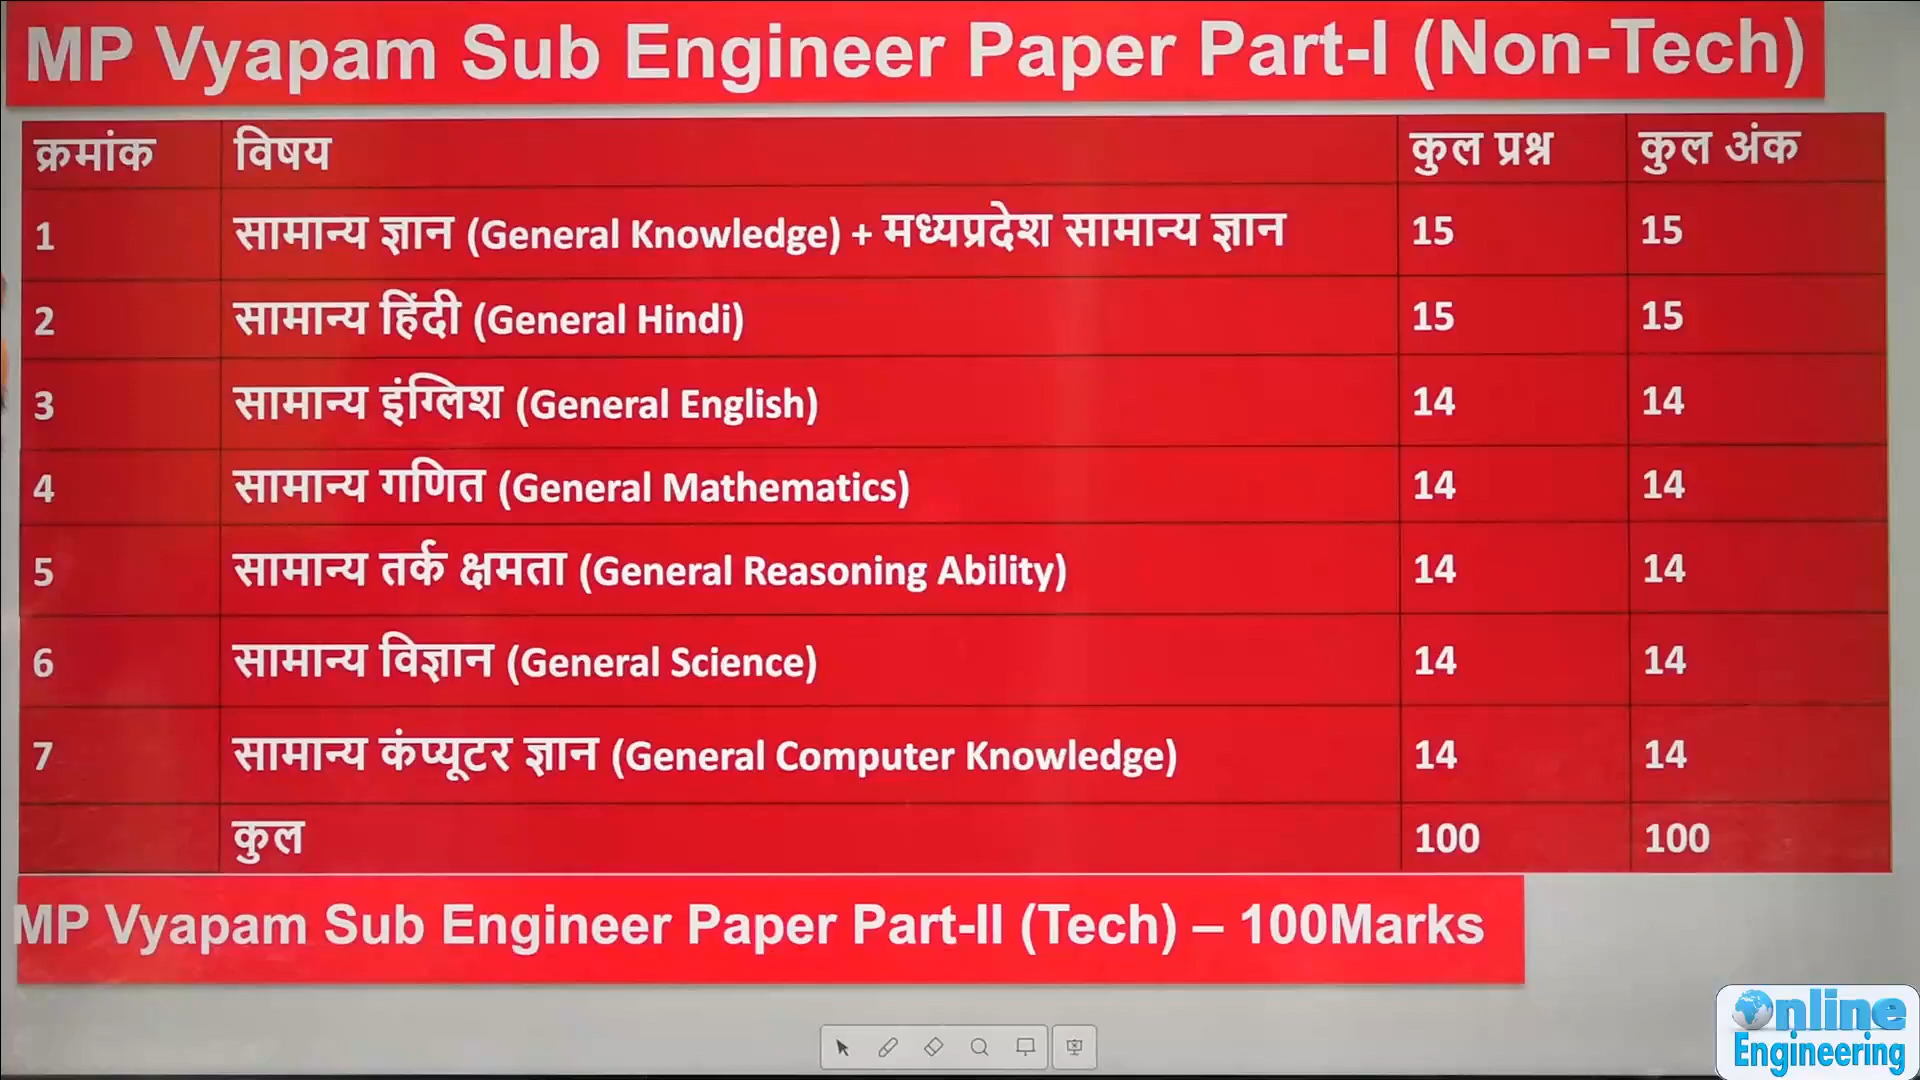 MP Vyapam Sub Engineer Paper Part-I (Non-Tech)
क्रमांक विषय कुल प्रश्न कुल अंक
1 सामान्य ज्ञान (General Knowledge) + मध्यप्रदेश सामान्य ज्ञान 15 15
2 सामान्य हिंदी (General Hindi) 15 15
3 सामान्य इंग्लिश (General English) 14 14
4 सामान्य गणित (General Mathematics) 14 14
5 सामान्य तर्क क्षमता (General Reasoning Ability) 14 14
6 सामान्य विज्ञान (General Science) 14 14
7 सामान्य कंप्यूटर ज्ञान (General Computer Knowledge) 14 14
कुल 100 100
MP Vyapam Sub Engineer Paper Part-II (Tech) – 100Marks
Online
Engineering